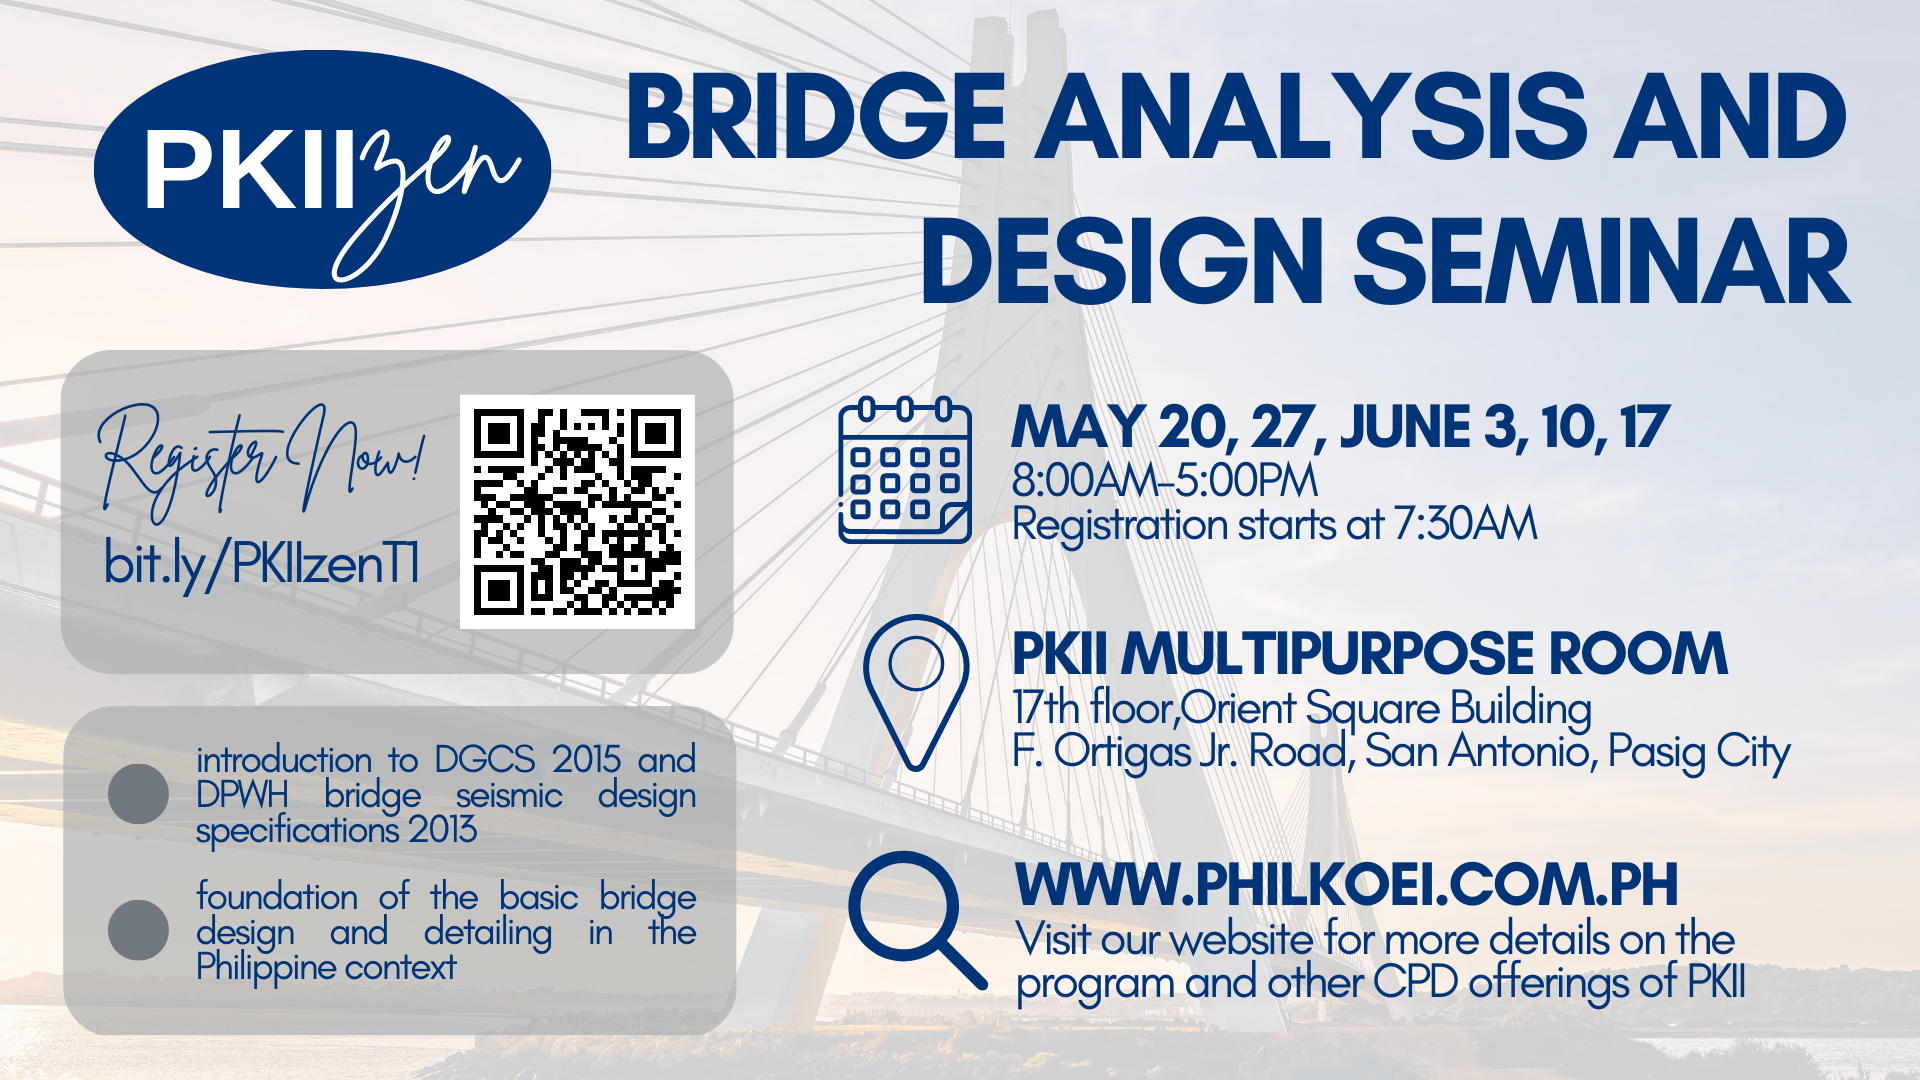 PKIIzen
BRIDGE ANALYSIS AND
DESIGN SEMINAR
Register Now!
bit.ly/PKIIzenT1
introduction to DGCS 2015 and
DPWH bridge seismic design
specifications 2013
foundation of the basic bridge
design and detailing in the
Philippine context
MAY 20, 27, JUNE 3, 10, 17
8:00AM-5:00PM
Registration starts at 7:30AM
PKII MULTIPURPOSE ROOM
17th floor,Orient Square Building
F. Ortigas Jr. Road, San Antonio, Pasig City
WWW.PHILKOEI.COM.PH
Visit our website for more details on the
program and other CPD offerings of PKII